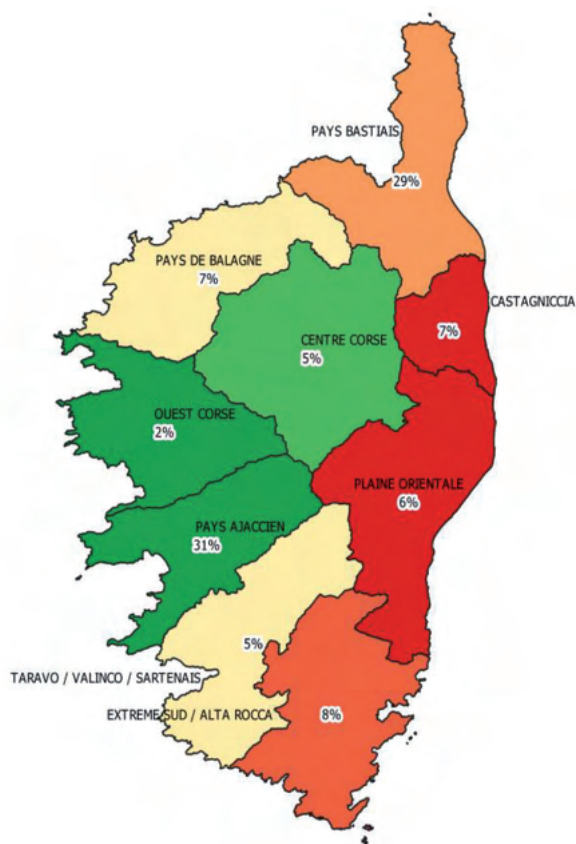 PAYS BASTIAIS
29%
PAYS DE BALAGNE
7%
CASTAGNICCIA
7%
CENTRE CORSE
5%
OUEST CORSE
2%
PLAINE ORIENTALE
6%
PAYS AJACCIEN
31%
5%
TARAVO / VALINCO / SARTENAIS
EXTREME SUD / ALTA ROCCA
8%